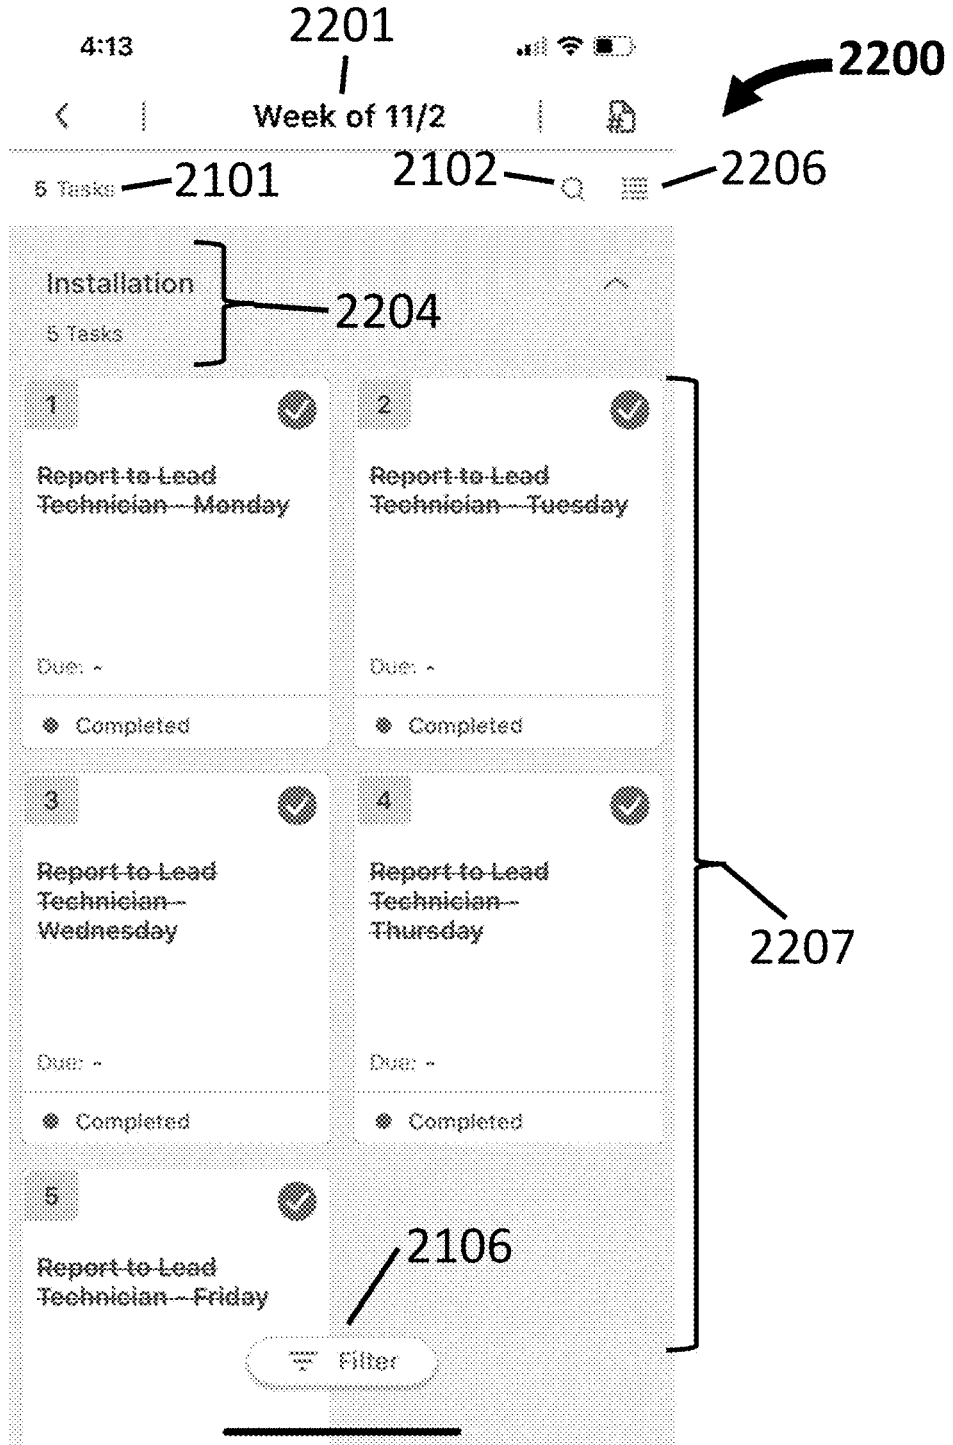 2201
4:13
2200
Week of 11/2
5 Tasks
2101
2102
2206
Installation
5 Tasks
2204
1
Report to Lead
Technician - Monday
Due: -
Completed
2
Report to Lead
Technician - Tuesday
Due: -
Completed
3
Report to Lead
Technician -
Wednesday
Due: -
Completed
4
Report to Lead
Technician -
Thursday
Due: -
Completed
2207
5
Report to Lead
Technician - Friday
2106
Filter